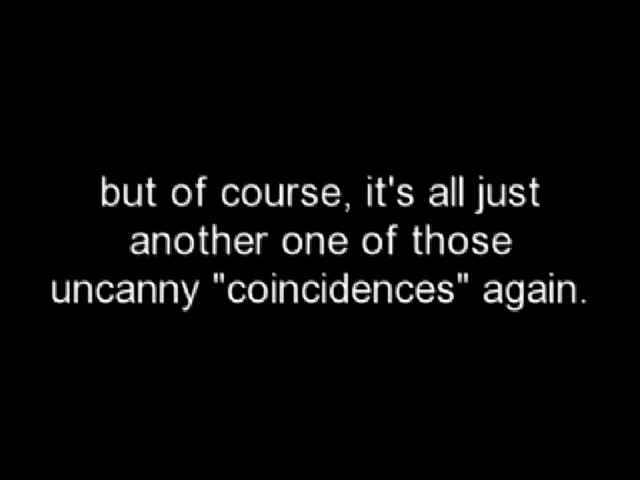 but of course, it's all just
another one of those
uncanny "coincidences" again.